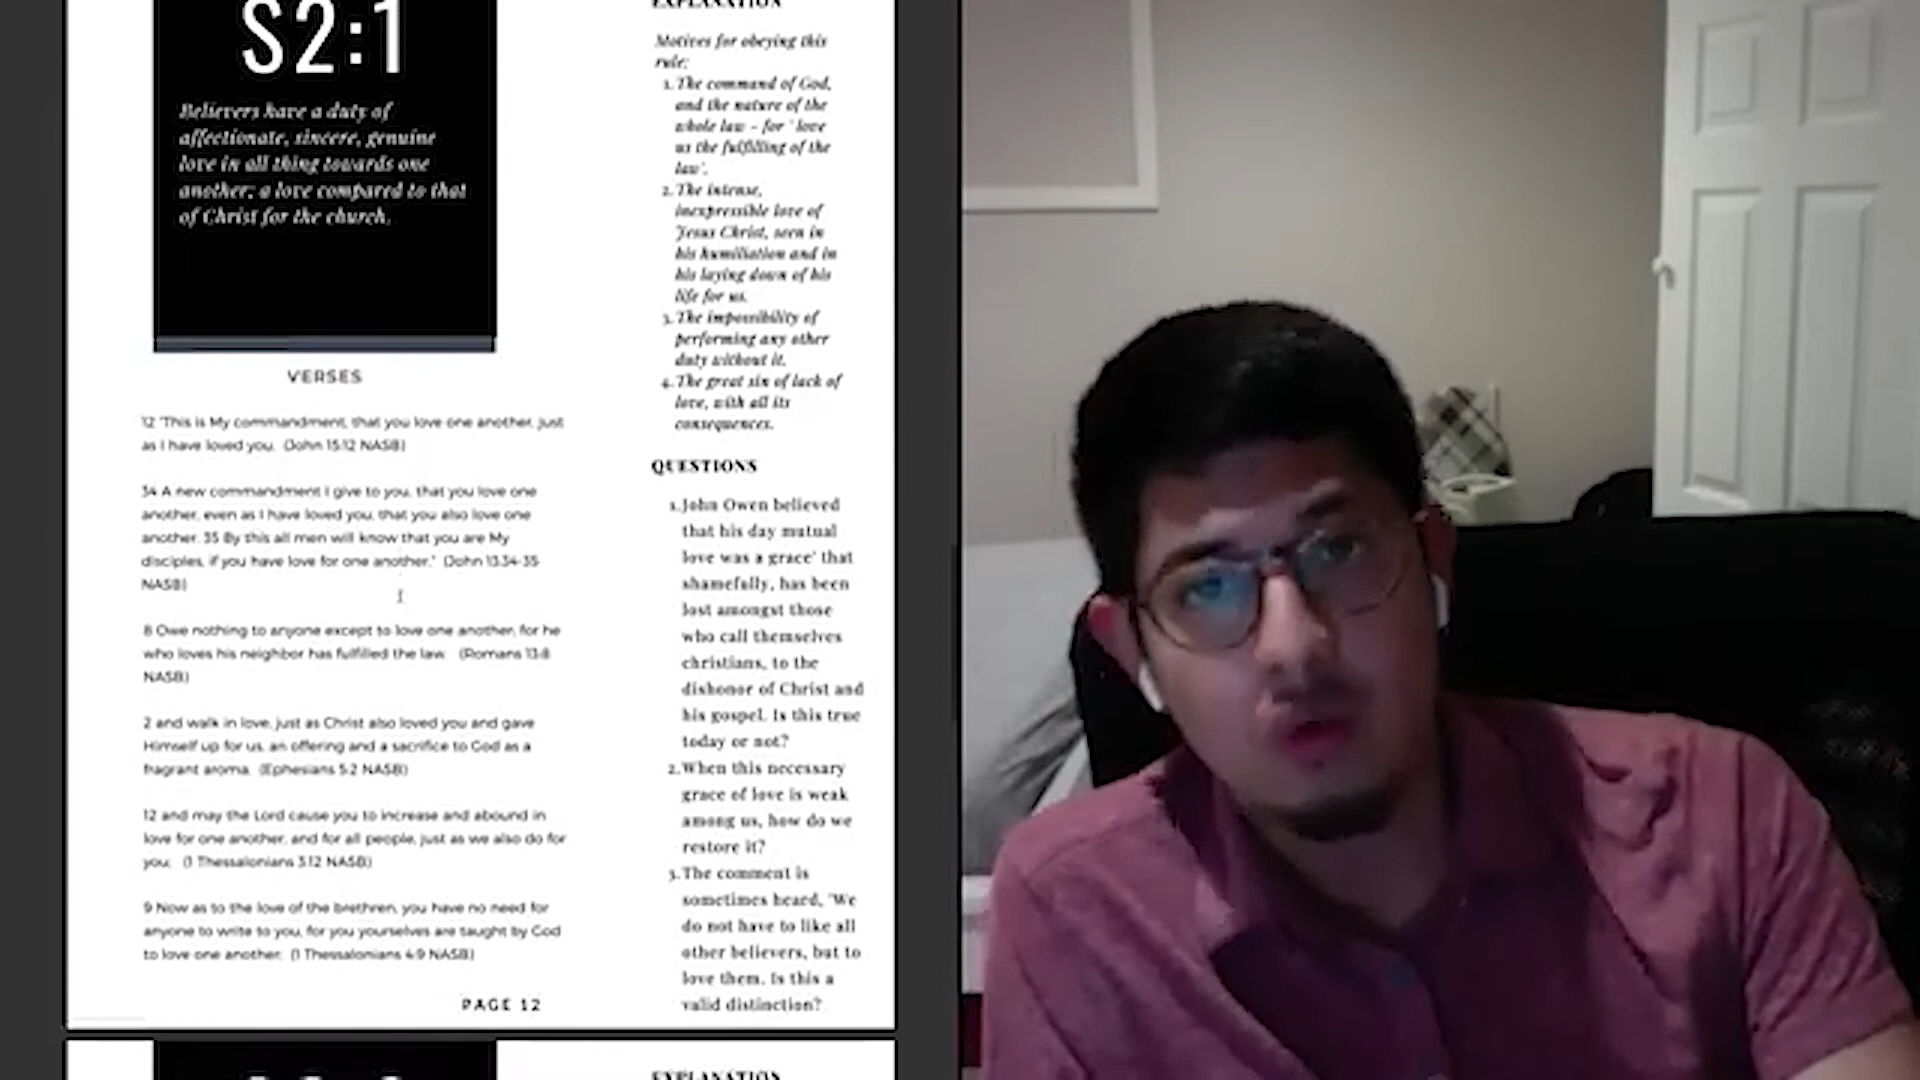 S2:1
Believers have a duty of
affectionate, sincere, genuine
love in all thing towards one
another; a love compared to that
of Christ for the church.
VERSES
12 "This is My commandment, that you love one another, just
as I have loved you. (John 15:12 NASB)
34 A new commandment I give to you, that you love one
another, even as I have loved you, that you also love one
another. 35 By this all men will know that you are My
disciples, if you have love for one another." (John 13:34-35
NASB)
8 Owe nothing to anyone except to love one another; for he
who loves his neighbor has fulfilled the law. (Romans 13:8
NASB)
2 and walk in love, just as Christ also loved you and gave
Himself up for us, an offering and a sacrifice to God as a
fragrant aroma. (Ephesians 5:2 NASB)
12 and may the Lord cause you to increase and abound in
love for one another, and for all people, just as we also do for
you; (1 Thessalonians 3:12 NASB)
9 Now as to the love of the brethren, you have no need for
anyone to write to you, for you yourselves are taught by God
to love one another; (1 Thessalonians 4:9 NASB)
PAGE 12
EXPLANATION
Motives for obeying this
rule:
1. The command of God,
and the nature of the
whole law – for 'love
us the fulfilling of the
law'.
2. The intense,
inexpressible love of
Jesus Christ, seen in
his humiliation and in
his laying down of his
life for us.
3. The impossibility of
performing any other
duty without it.
4. The great sin of lack of
love, with all its
consequences.
QUESTIONS
1. John Owen believed
that his day mutual
love was a grace' that
shamefully, has been
lost amongst those
who call themselves
christians, to the
dishonor of Christ and
his gospel. Is this true
today or not?
2. When this necessary
grace of love is weak
among us, how do we
restore it?
3. The comment is
sometimes heard, 'We
do not have to like all
other believers, but to
love them. Is this a
valid distinction?
EXPLANATION